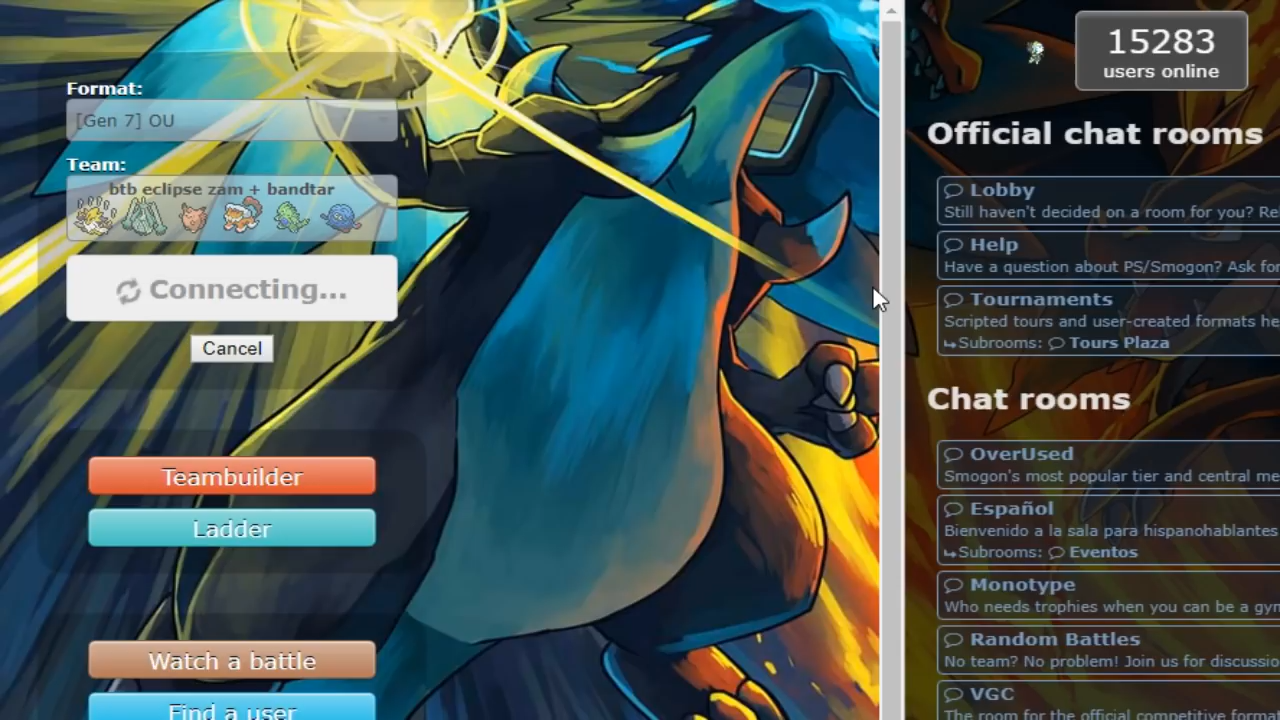 Format:
[Gen 7] OU
Team:
btb eclipse zam + bandtar
Connecting...
Cancel
Teambuilder
Ladder
Watch a battle
Find a user
15283
users online
Official chat rooms
Lobby
Still haven't decided on a room for you? Re
Help
Have a question about PS/Smogon? Ask for
Tournaments
Scripted tours and user-created formats he
Subrooms: Tours Plaza
Chat rooms
OverUsed
Smogon's most popular tier and central me
Español
Bienvenido a la sala para hispanohablantes
Subrooms: Eventos
Monotype
Who needs trophies when you can be a gyn
Random Battles
No team? No problem! Join us for discussio
VGC
The room for the official competitive format